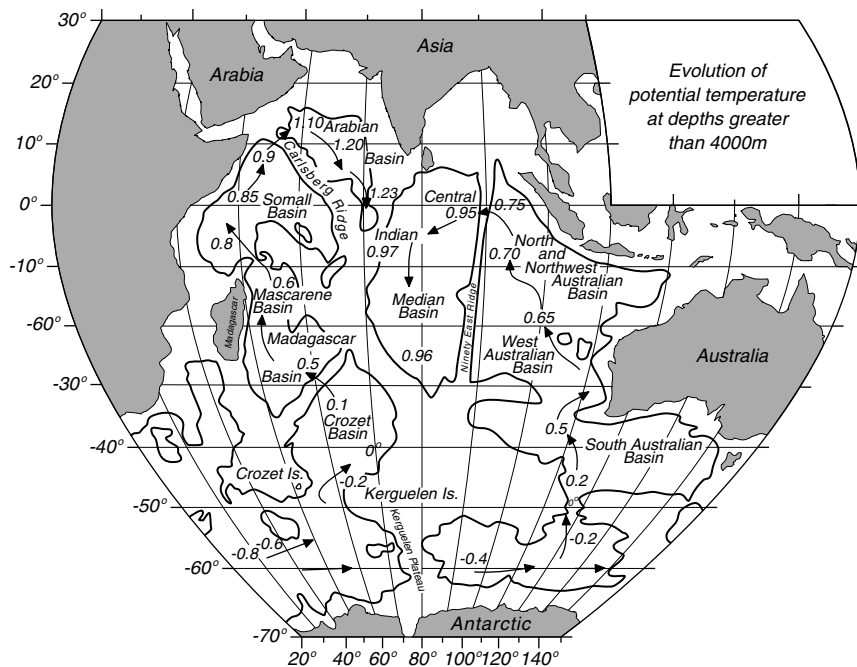 30°
Asia
Evolution of
potential temperature
at depths greater
than 4000m
20°
Arabia
10°
1.10
Arabian
1.20
Basin
0.9
Carlsberg Ridge
1.23
0.85
Somall
Basin
Central
0.95
0.75
0°
0.8
Indian
0.97
North
and
Northwest
Australian
Basin
0.70
-10°
0.6
Mascarene
Basin
Median
Basin
Ninety East Ridge
Madagascar
-60°
Madagascar
0.65
West
Australian
Basin
Australia
0.96
Basin
0.5
-30°
0.1
Crozet
Basin
0.5
0°
South Australian
Basin
-40°
Crozet Is.
-0.2
Kerguelen Is.
0.2
0°
-50°
Kerguelen Plateau
-0.2
-0.6
-0.8
-0.4
-60°
Antarctic
-70°
20° 40° 60° 80° 100° 120° 140°